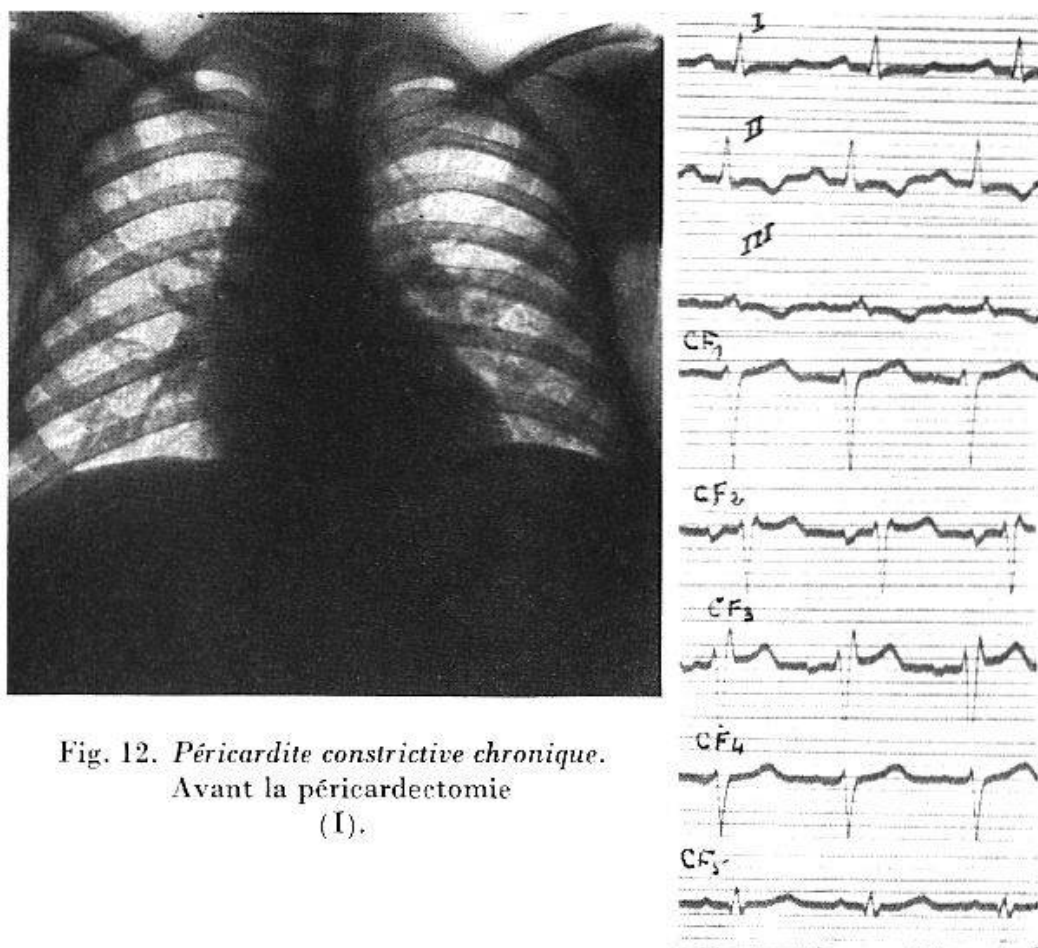 I
II
III
CF1
CF2
CF3
CF4
CF5
Fig. 12. Péricardite constrictive chronique.
Avant la péricardectomie
(I).